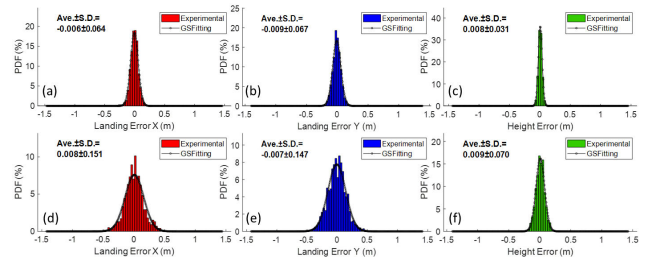 Ave.±S.D.=
-0.006±0.064
Experimental
GSFitting
(a)
PDF (%)
20
15
10
5
0
-1.5 -1 -0.5 0 0.5 1 1.5
Landing Error X (m)
Ave.±S.D.=
-0.009±0.067
Experimental
GSFitting
(b)
PDF (%)
25
20
15
10
5
0
-1.5 -1 -0.5 0 0.5 1 1.5
Landing Error Y (m)
Ave.±S.D.=
0.008±0.031
Experimental
GSFitting
(c)
PDF (%)
40
30
20
10
0
-1.5 -1 -0.5 0 0.5 1 1.5
Height Error (m)
Ave.±S.D.=
0.008±0.151
Experimental
GSFitting
(d)
PDF (%)
10
5
0
-1.5 -1 -0.5 0 0.5 1 1.5
Landing Error X (m)
Ave.±S.D.=
-0.007±0.147
Experimental
GSFitting
(e)
PDF (%)
10
8
6
4
2
0
-1.5 -1 -0.5 0 0.5 1 1.5
Landing Error Y (m)
Ave.±S.D.=
0.009±0.070
Experimental
GSFitting
(f)
PDF (%)
20
15
10
5
0
-1.5 -1 -0.5 0 0.5 1 1.5
Height Error (m)